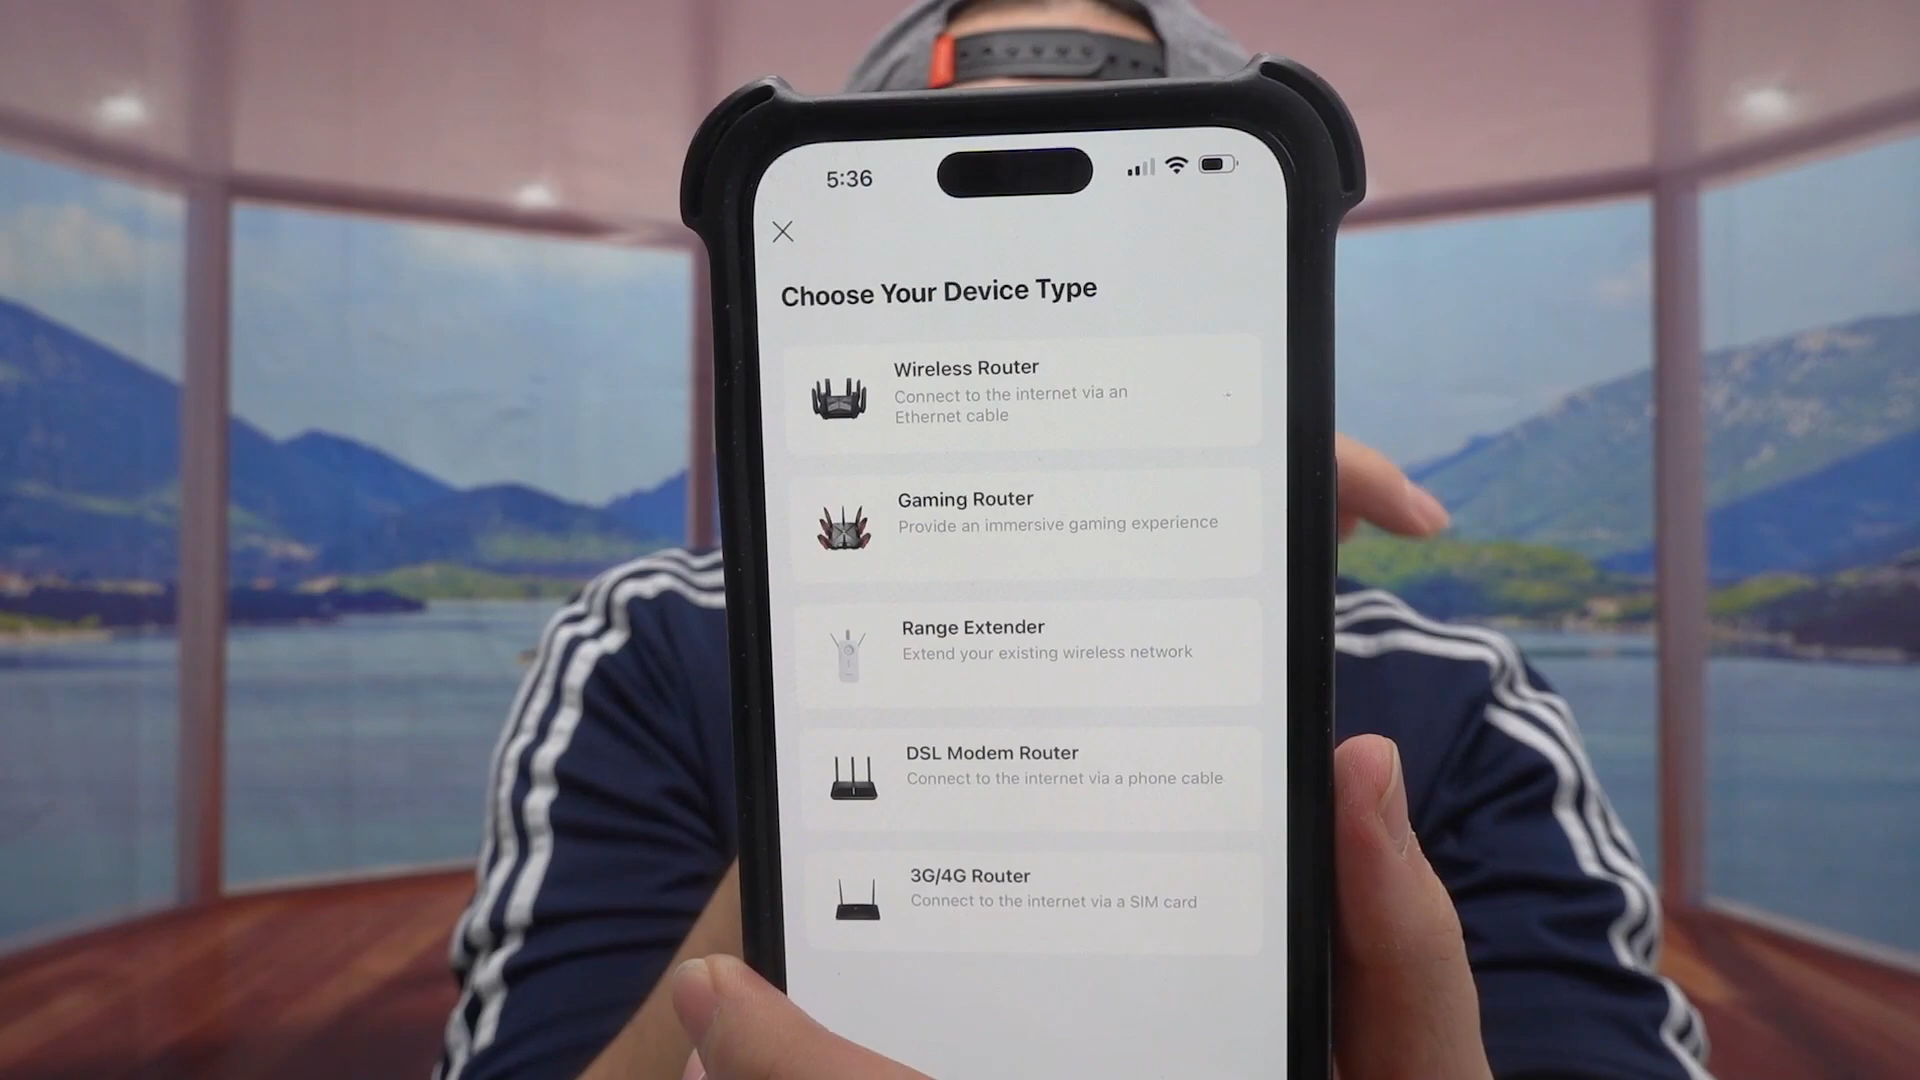 5:36
Choose Your Device Type
Wireless Router
Connect to the internet via an
Ethernet cable
Gaming Router
Provide an immersive gaming experience
Range Extender
Extend your existing wireless network
DSL Modem Router
Connect to the internet via a phone cable
3G/4G Router
Connect to the internet via a SIM card